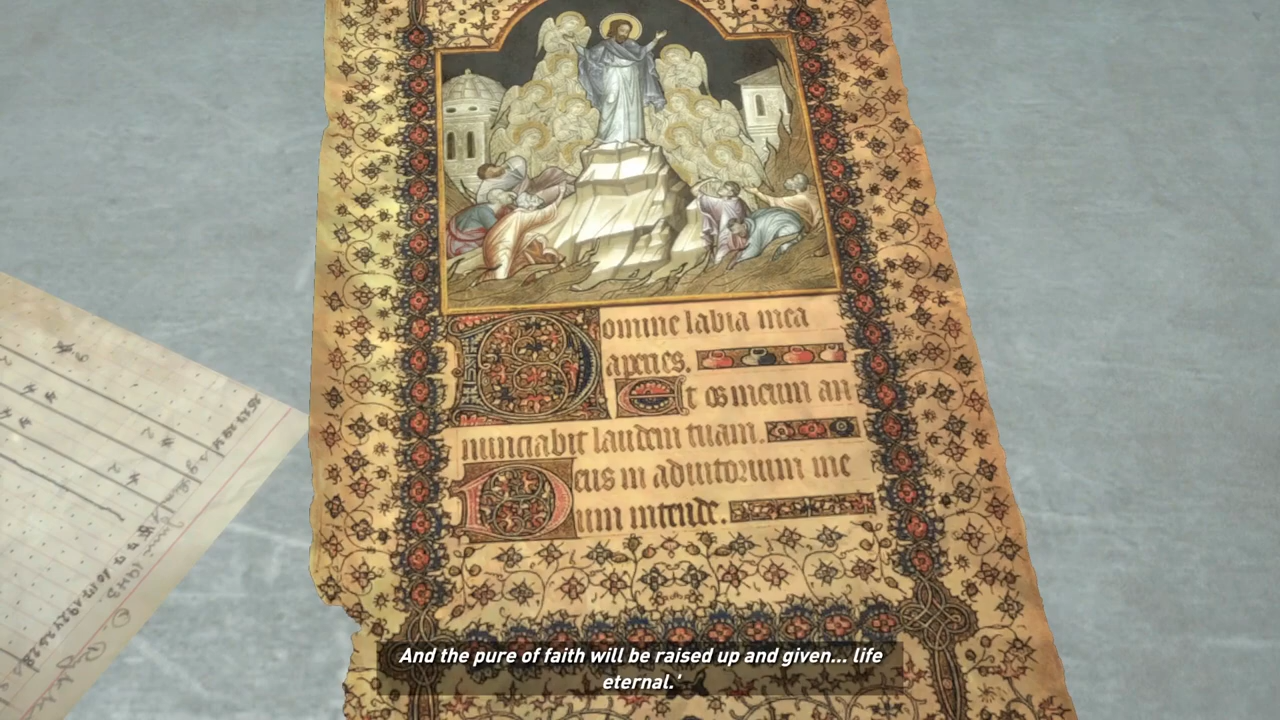 Domine labia mea
aperies.
Et os meum an
nunciabit laudem tuam.
Deus in adiutorium me
um intende.
And the pure of faith will be raised up and given... life
eternal.'